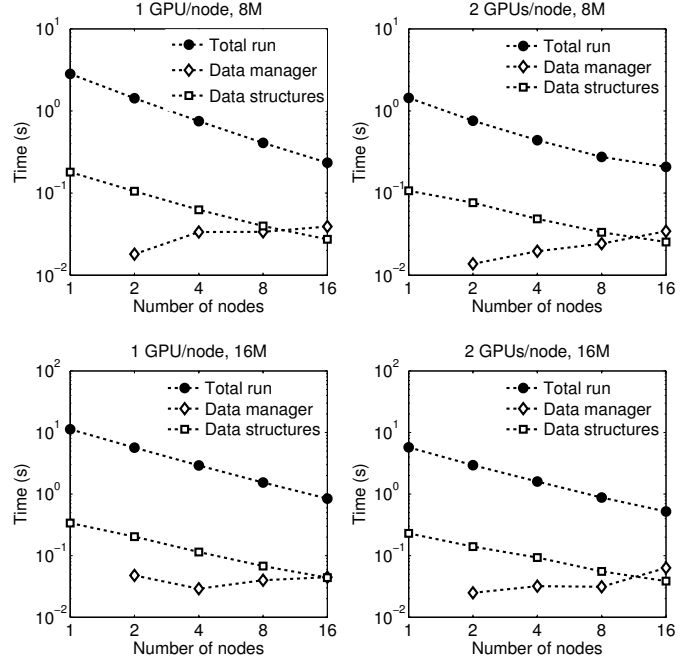 1 GPU/node, 8M
Total run
Data manager
Data structures
Time (s)
10^1
10^0
10^−1
10^−2
1 2 4 8 16
Number of nodes
2 GPUs/node, 8M
Total run
Data manager
Data structures
Time (s)
10^1
10^0
10^−1
10^−2
1 2 4 8 16
Number of nodes
1 GPU/node, 16M
Total run
Data manager
Data structures
Time (s)
10^2
10^1
10^0
10^−1
10^−2
1 2 4 8 16
Number of nodes
2 GPUs/node, 16M
Total run
Data manager
Data structures
Time (s)
10^2
10^1
10^0
10^−1
10^−2
1 2 4 8 16
Number of nodes